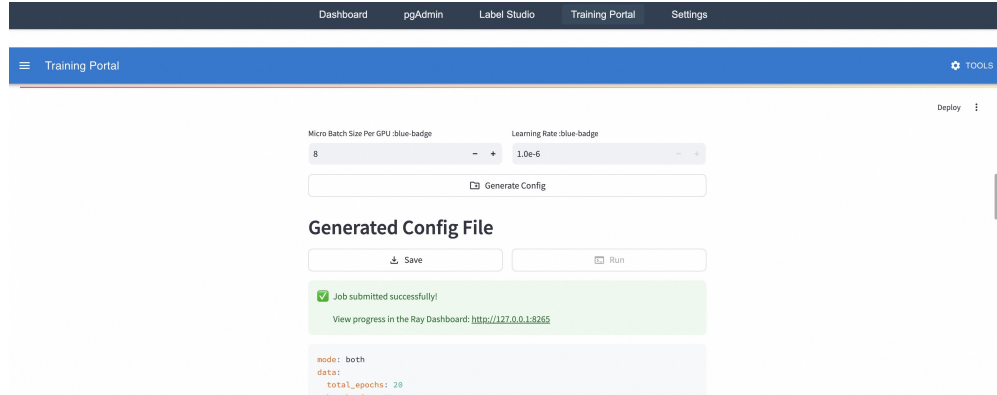 Dashboard pgAdmin Label Studio Training Portal Settings
Training Portal TOOLS
Deploy
Micro Batch Size Per GPU :blue-badge Learning Rate :blue-badge
8 - + 1.0e-6 - +
Generate Config
Generated Config File
Save Run
Job submitted successfully!
View progress in the Ray Dashboard: http://127.0.0.1:8265
mode: both
data:
total_epochs: 20